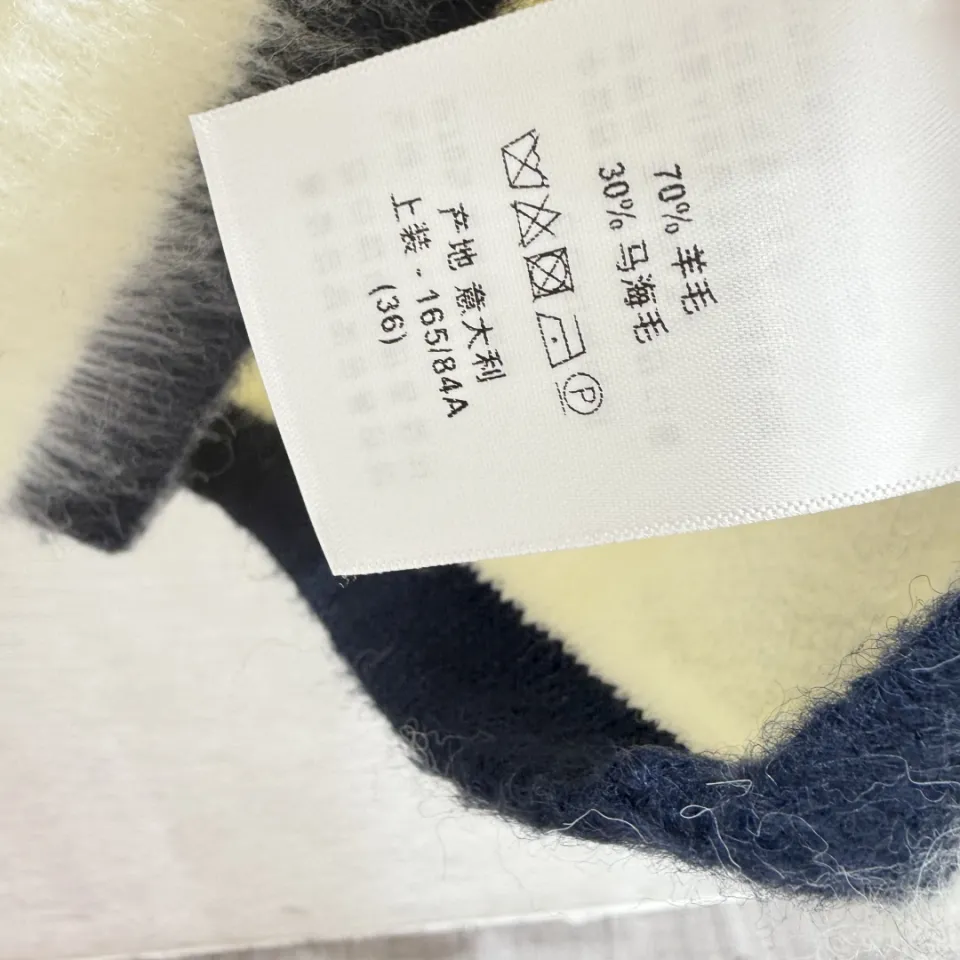 70% 羊毛
30% 马海毛
P
产地 意大利
上装 - 165/84A
(36)